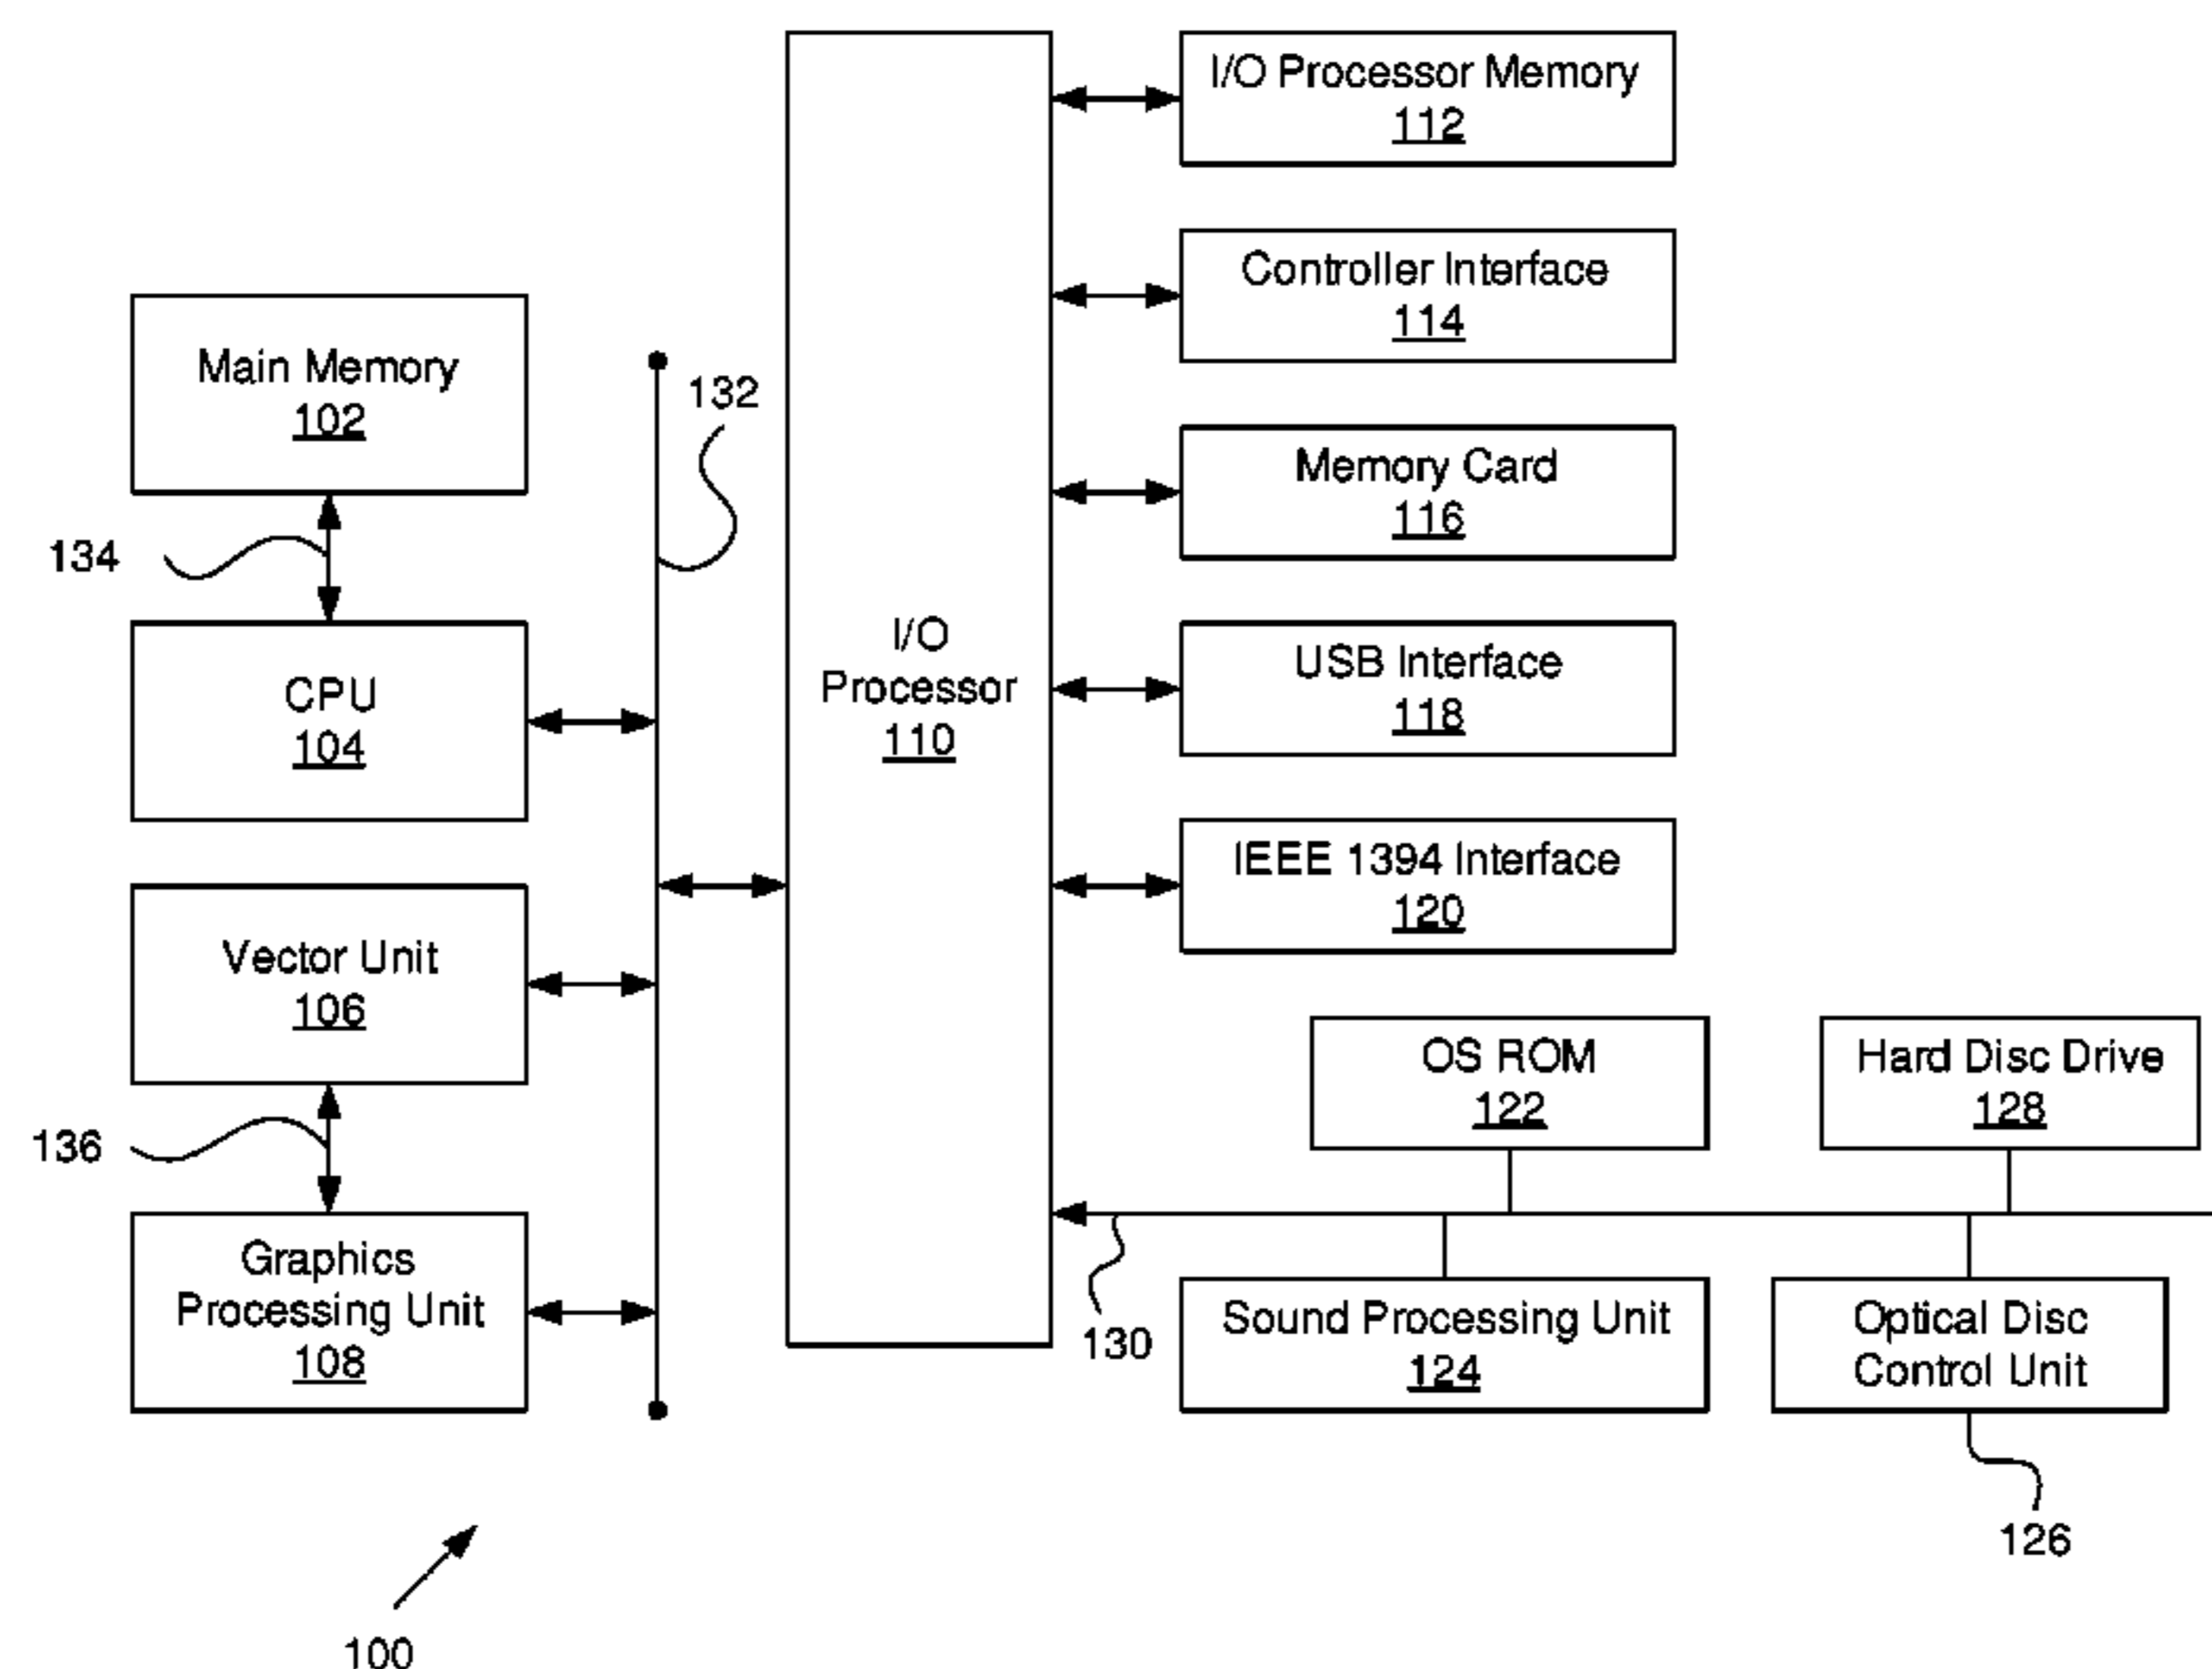 I/O Processor Memory
112
Controller Interface
114
Main Memory
102
132
Memory Card
116
134
I/O
Processor
110
USB Interface
118
CPU
104
IEEE 1394 Interface
120
Vector Unit
106
OS ROM
122
Hard Disc Drive
128
136
Graphics
Processing Unit
108
130
Sound Processing Unit
124
Optical Disc
Control Unit
126
100